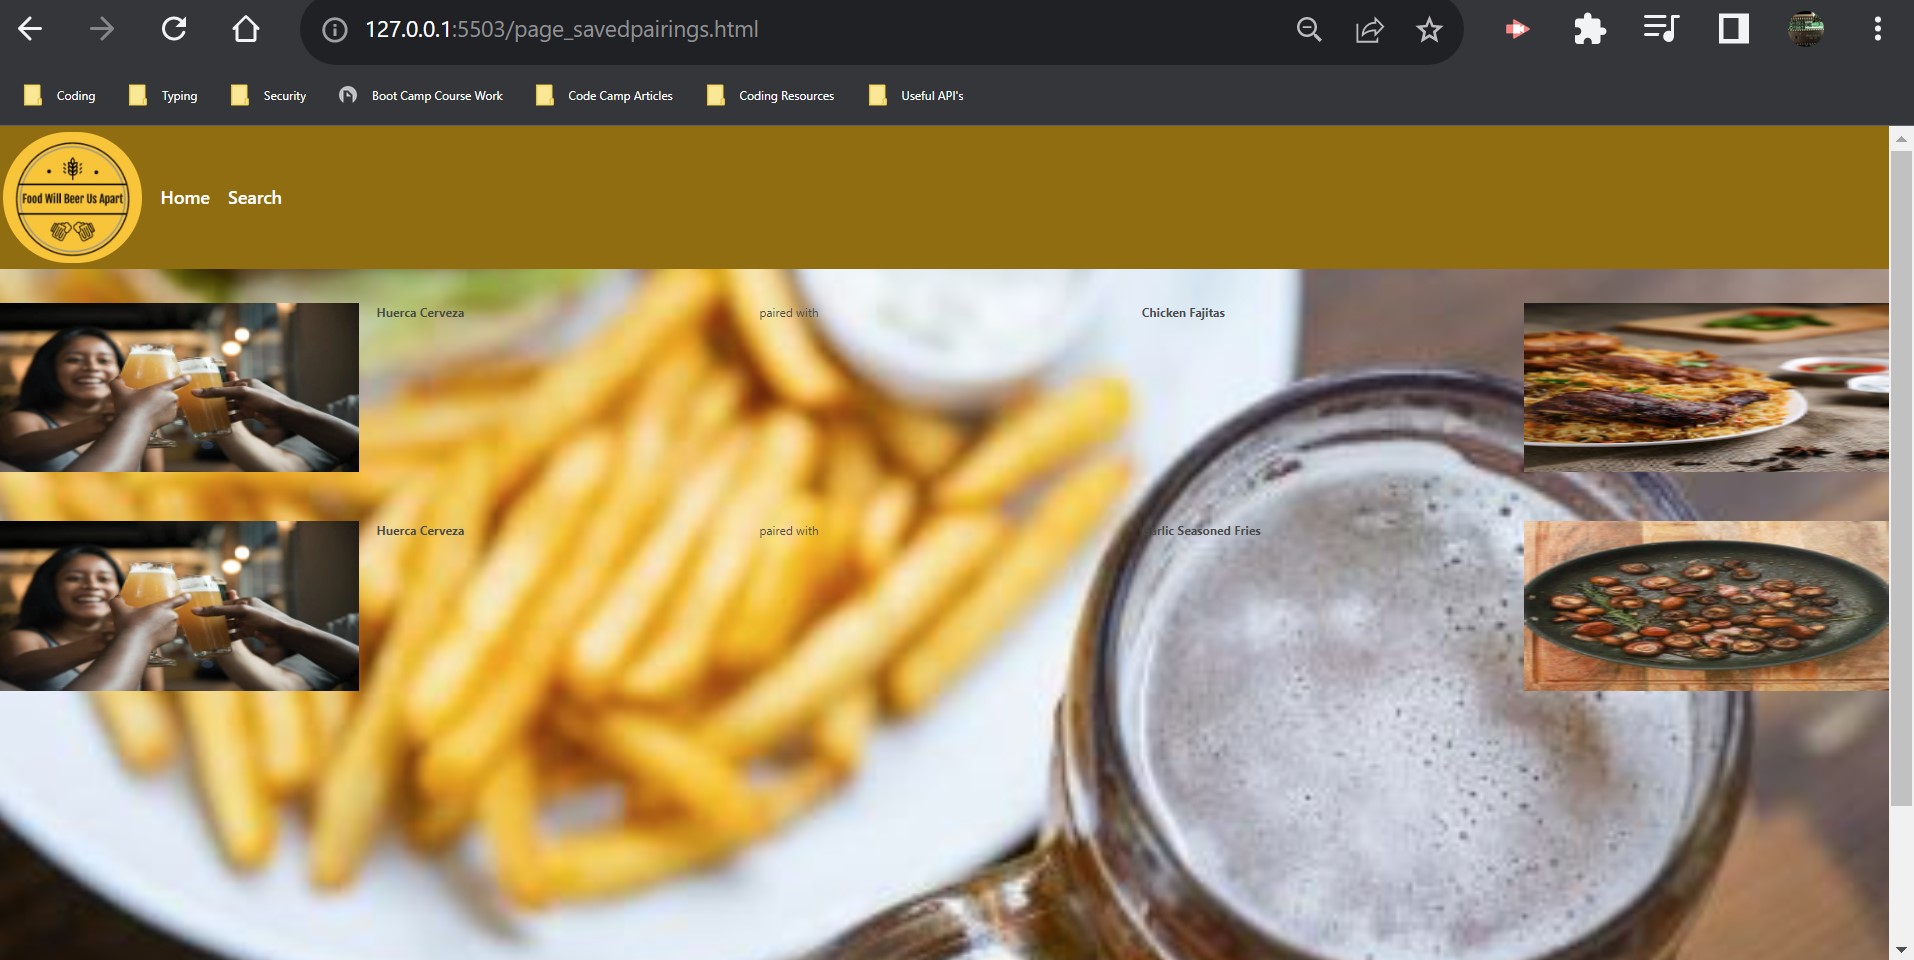 127.0.0.1:5503/page_savedpairings.html
Coding Typing Security Boot Camp Course Work Code Camp Articles Coding Resources Useful API's
Food Will Beer Us Apart
Home Search
Huerca Cerveza paired with Chicken Fajitas
Huerca Cerveza paired with Garlic Seasoned Fries